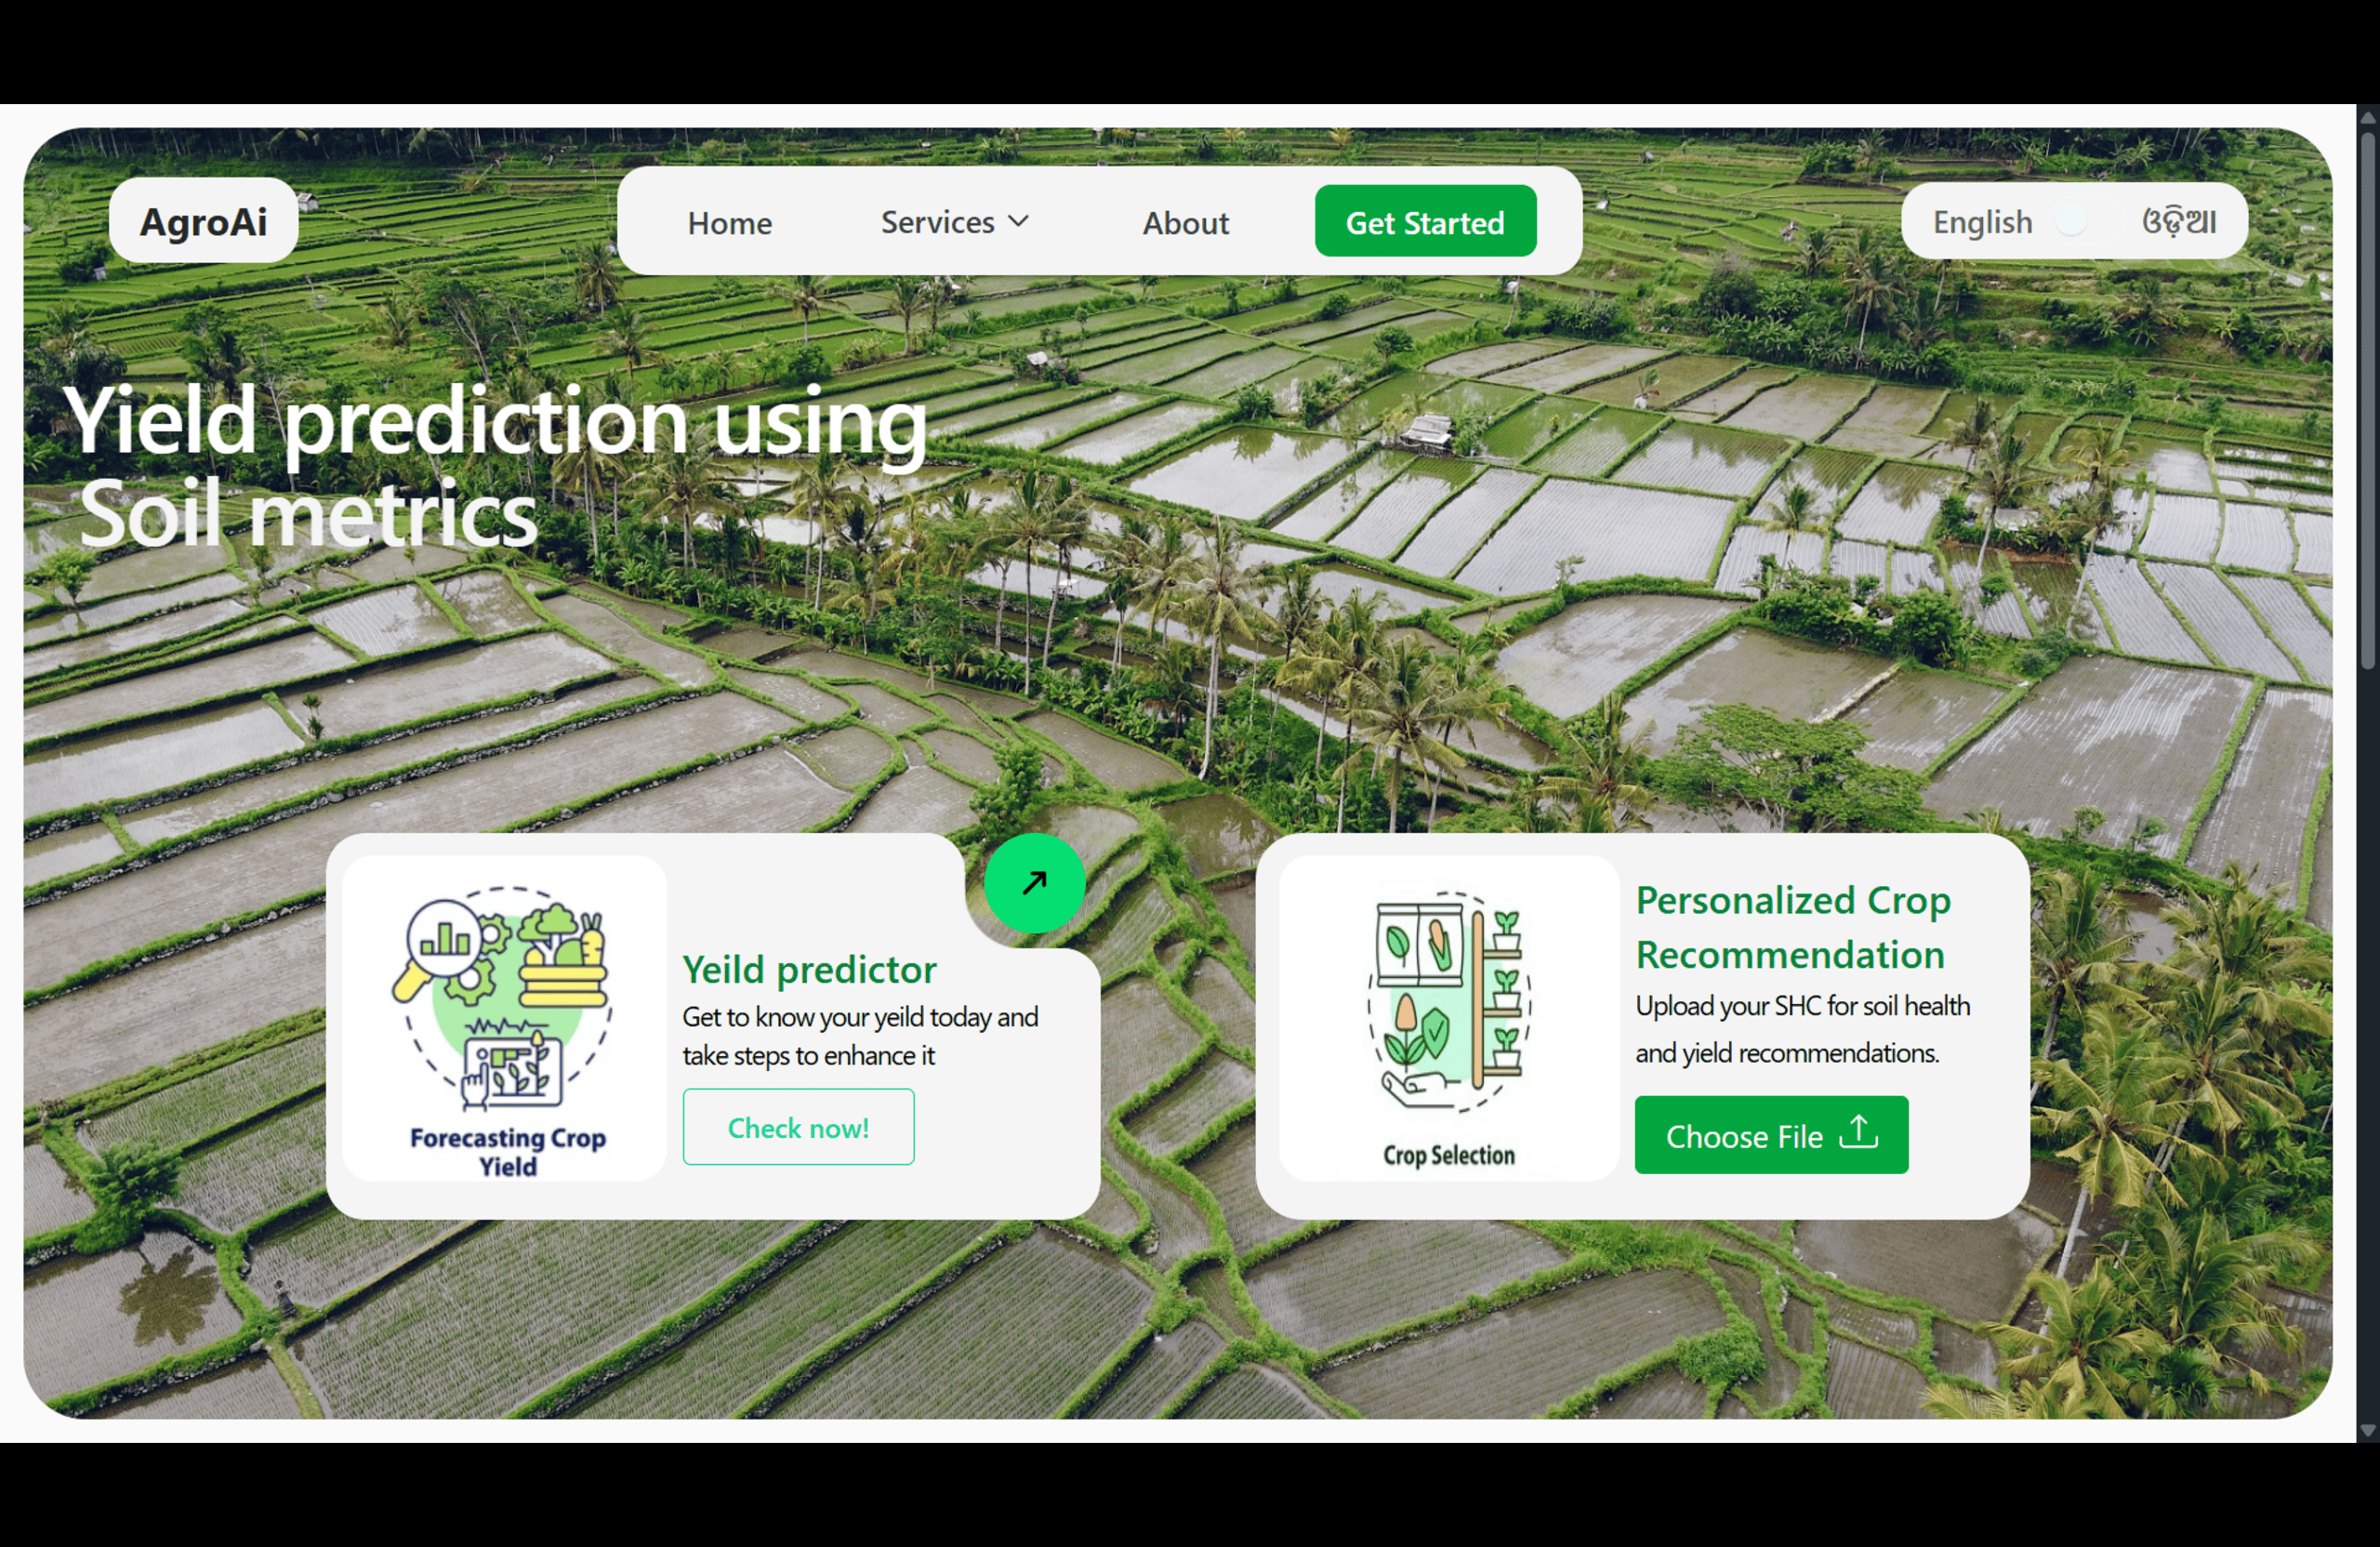 AgroAi
Home
Services
About
Get Started
English
ଓଡ଼ିଆ
Yield prediction using
Soil metrics
Forecasting Crop
Yield
Yeild predictor
Get to know your yeild today and
take steps to enhance it
Check now!
Crop Selection
Personalized Crop
Recommendation
Upload your SHC for soil health
and yield recommendations.
Choose File